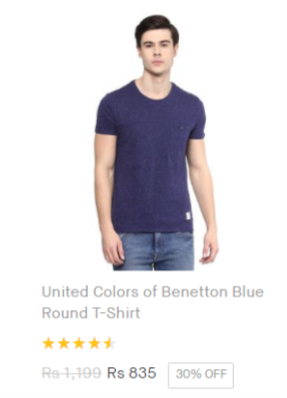 United Colors of Benetton Blue
Round T-Shirt
Rs 1,199 Rs 835 30% OFF